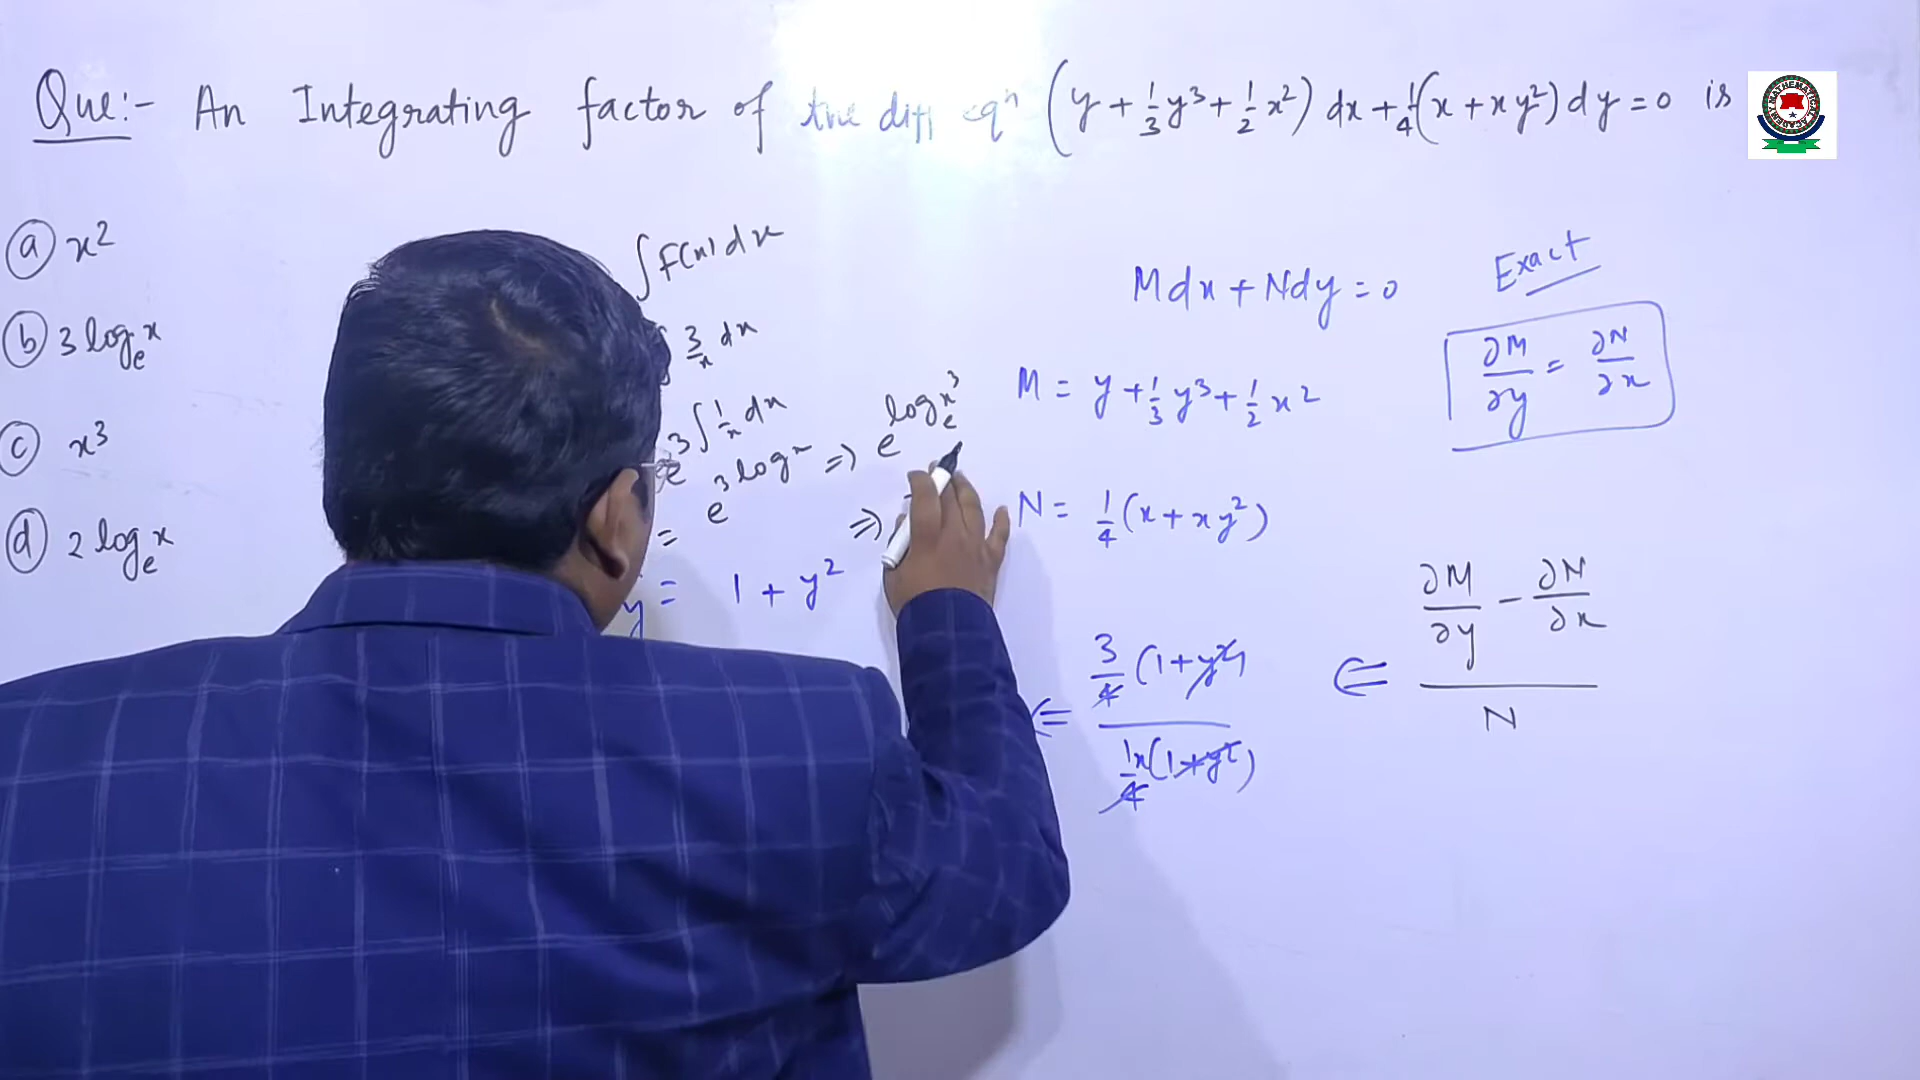 Que:- An Integrating factor of the diff eqⁿ (y + 1/3 y³ + 1/2 x²) dx + 1/4 (x + xy²) dy = 0 is
ⓐ x²
ⓑ 3 logₑx
ⓒ x³
ⓓ 2 logₑx
∫F(x) dx
3/x dx
e^3∫1/x dx
= e^3 log x ⇒ e^logₑx³
⇒
y = 1 + y²
Mdx + Ndy = 0
Exact
∂M/∂y = ∂N/∂x
M = y + 1/3 y³ + 1/2 x²
N = 1/4 (x + xy²)
⇐ 3/4 (1+y²) / 1/4 x(1+y²) ⇐ (∂M/∂y − ∂N/∂x) / N